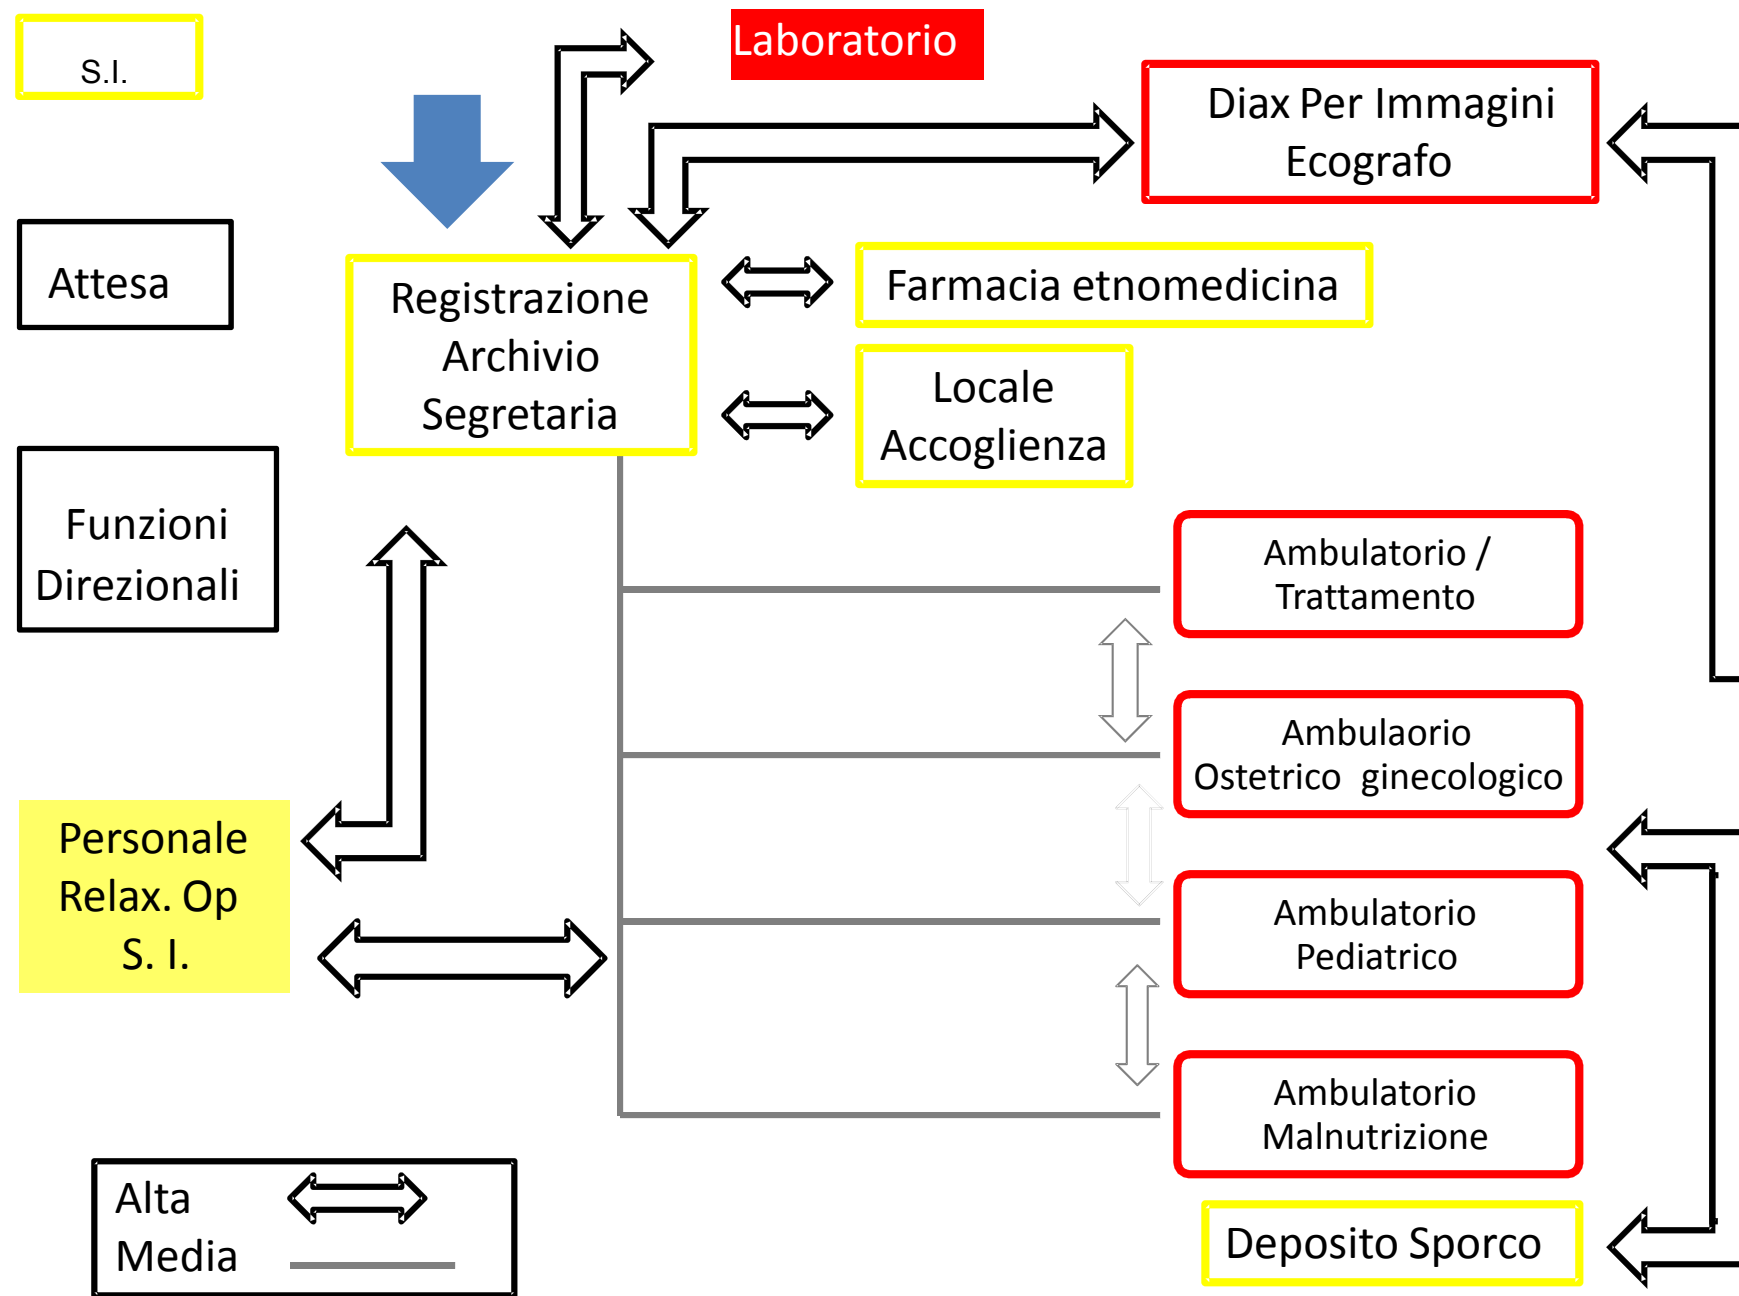 S.I.
Laboratorio
Diax Per Immagini
Ecografo
Attesa
Registrazione
Archivio
Segretaria
Farmacia etnomedicina
Locale
Accoglienza
Funzioni
Direzionali
Ambulatorio /
Trattamento
Ambulaorio
Ostetrico ginecologico
Personale
Relax. Op
S. I.
Ambulatorio
Pediatrico
Ambulatorio
Malnutrizione
Alta
Media
Deposito Sporco